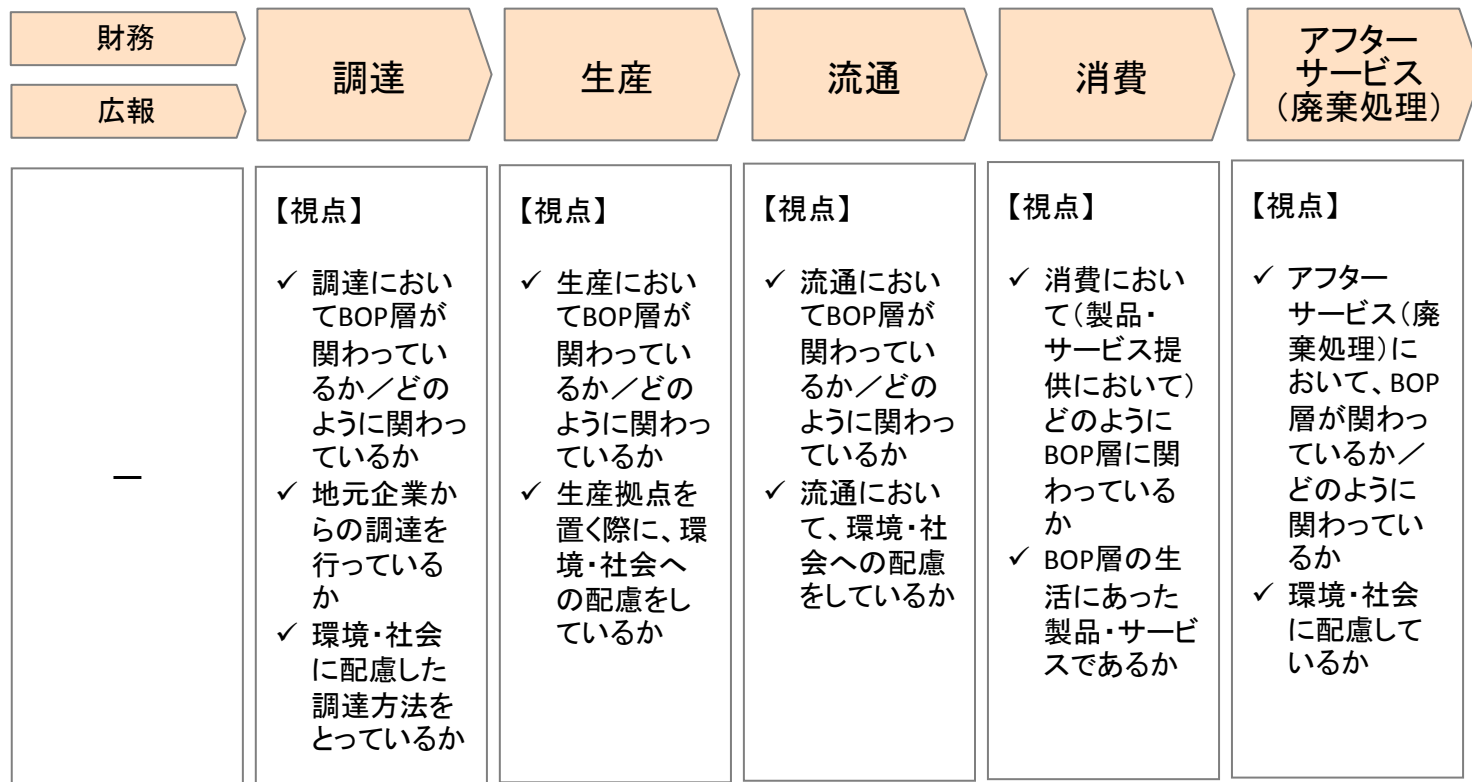 財務
広報
調達
生産
流通
消費
アフター
サービス
(廃棄処理)
―
【視点】
✓ 調達におい
てBOP層が
関わってい
るか／どの
ように関わっ
ているか
✓ 地元企業か
らの調達を
行っている
か
✓ 環境・社会
に配慮した
調達方法を
とっているか
【視点】
✓ 生産におい
てBOP層が
関わってい
るか／どの
ように関わっ
ているか
✓ 生産拠点を
置く際に、環
境・社会へ
の配慮をし
ているか
【視点】
✓ 流通におい
てBOP層が
関わってい
るか／どの
ように関わっ
ているか
✓ 流通におい
て、環境・社
会への配慮
をしているか
【視点】
✓ 消費におい
て(製品・
サービス提
供において)
どのように
BOP層に関
わっている
か
✓ BOP層の生
活にあった
製品・サービ
スであるか
【視点】
✓ アフター
サービス(廃
棄処理)に
おいて、BOP
層が関わっ
ているか／
どのように
関わってい
るか
✓ 環境・社会
に配慮して
いるか